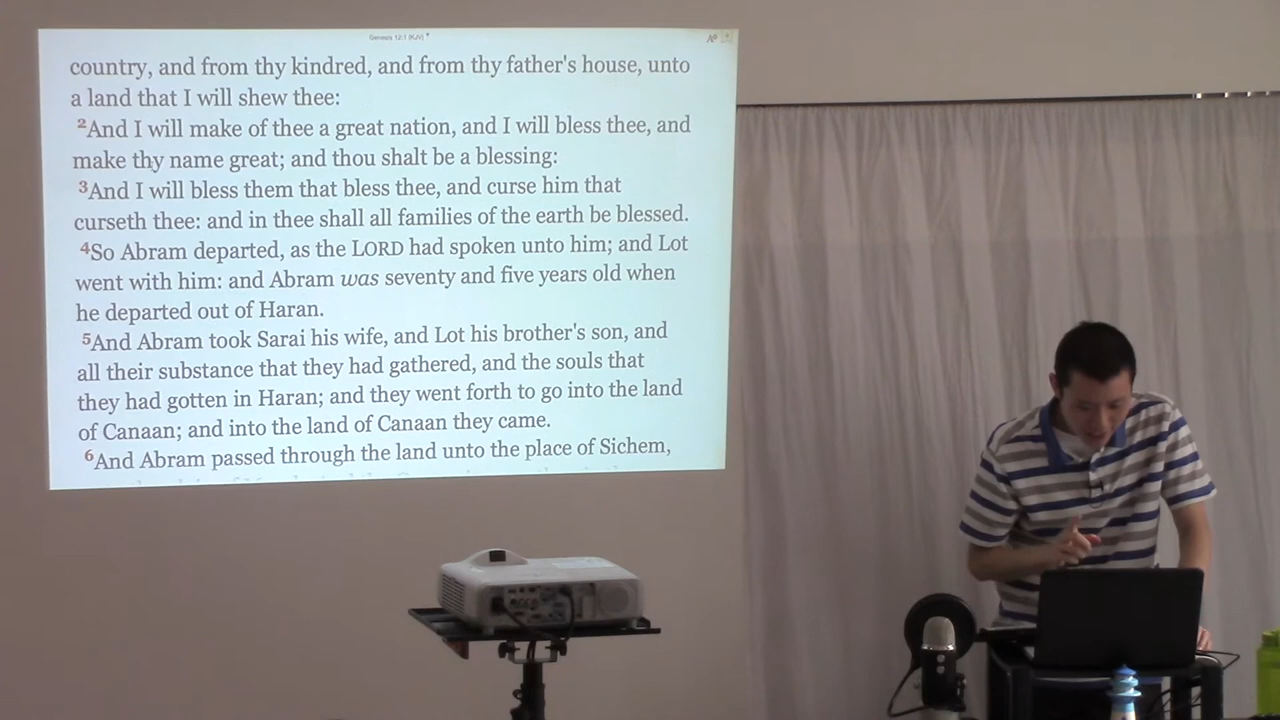 Genesis 12:1 (KJV)
country, and from thy kindred, and from thy father's house, unto
a land that I will shew thee:
2And I will make of thee a great nation, and I will bless thee, and
make thy name great; and thou shalt be a blessing:
3And I will bless them that bless thee, and curse him that
curseth thee: and in thee shall all families of the earth be blessed.
4So Abram departed, as the LORD had spoken unto him; and Lot
went with him: and Abram was seventy and five years old when
he departed out of Haran.
5And Abram took Sarai his wife, and Lot his brother's son, and
all their substance that they had gathered, and the souls that
they had gotten in Haran; and they went forth to go into the land
of Canaan; and into the land of Canaan they came.
6And Abram passed through the land unto the place of Sichem,